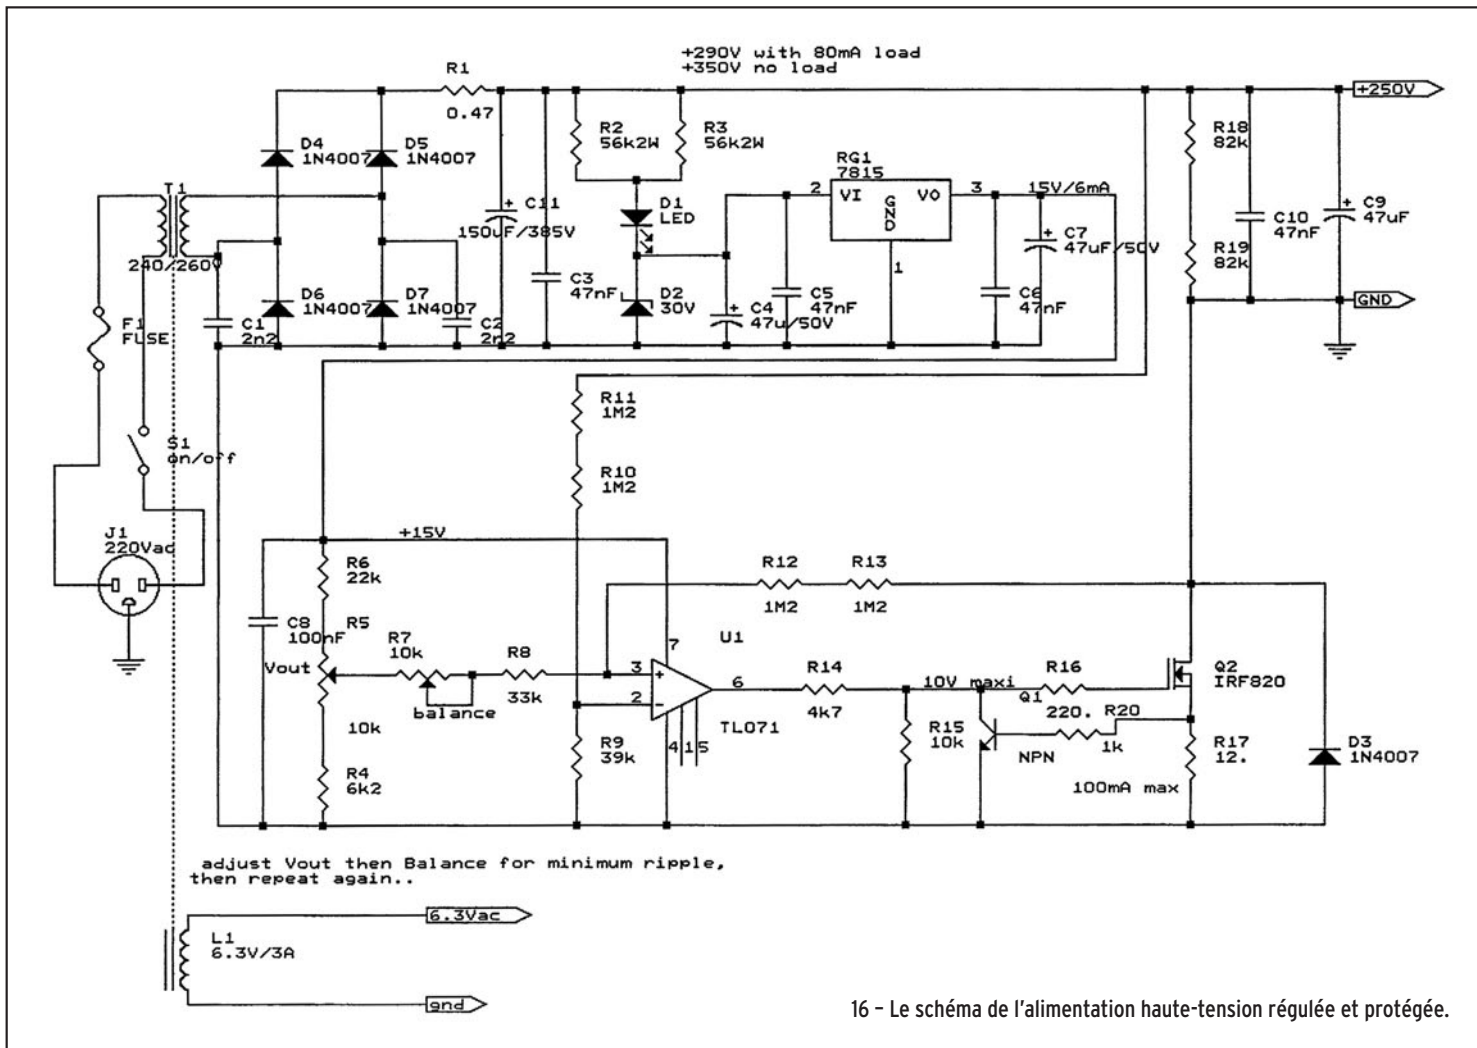 +290V with 80mA load
+350V no load
R1
0.47
+250V
D4
1N4007
D5
1N4007
R2
56k2W
R3
56k2W
RG1
7815
R18
82k
T1
2
VI
GND
VO
3
15V/6mA
1
+ C11
150uF/385V
D1
LED
+
C7
47uF/50V
C10
47nF
+ C9
47uF
R19
82k
240/260V
D6
1N4007
D7
1N4007
C3
47nF
D2
30V
+
C4
47u/50V
C5
47nF
C6
47nF
GND
F1
FUSE
C1
2n2
C2
2n2
R11
1M2
S1
on/off
R10
1M2
J1
220Vac
+15V
R6
22k
R12
1M2
R13
1M2
C8
100nF
R5
Vout
10k
R7
10k
balance
R8
33k
U1
7
3
+
2
-
6
TL071
4
1
5
R14
4k7
10V maxi
R16
220.
Q2
IRF820
Q1
NPN
R20
1k
R15
10k
R17
12.
D3
1N4007
R9
39k
R4
6k2
100mA max
adjust Vout then Balance for minimum ripple,
then repeat again..
6.3Vac
L1
6.3V/3A
gnd
16 – Le schéma de l'alimentation haute-tension régulée et protégée.